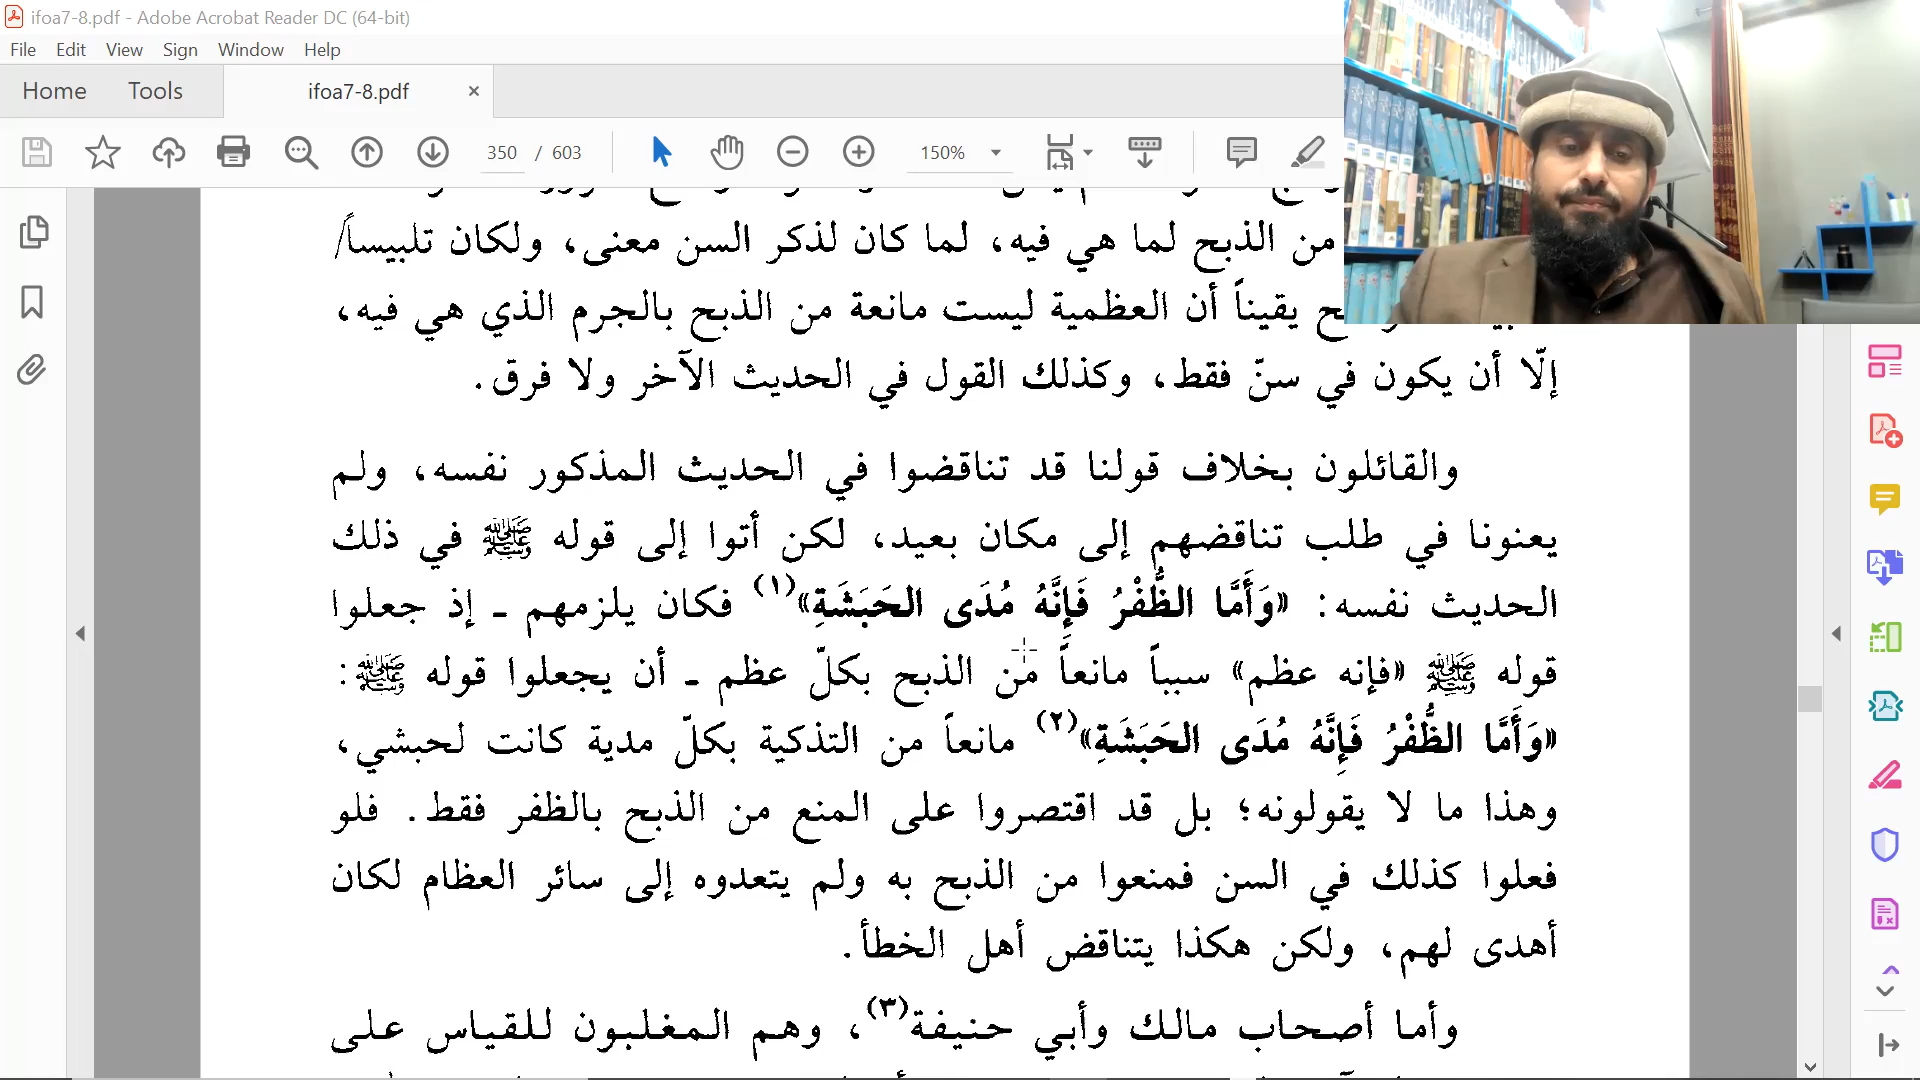 ifoa7-8.pdf - Adobe Acrobat Reader DC (64-bit)
File Edit View Sign Window Help
Home Tools ifoa7-8.pdf ×
350 / 603 150%
من الذبح لما هي فيه، لما كان لذكر السن معنى، ولكان تلبيساً/
يقيناً أن العظمية ليست مانعة من الذبح بالجرم الذي هي فيه،
إلّا أن يكون في سنّ فقط، وكذلك القول في الحديث الآخر ولا فرق.
والقائلون بخلاف قولنا قد تناقضوا في الحديث المذكور نفسه، ولم
يعنونا في طلب تناقضهم إلى مكان بعيد، لكن أتوا إلى قوله ﷺ في ذلك
الحديث نفسه: «وَأَمَّا الظُّفْرُ فَإِنَّهُ مُدَى الحَبَشَةِ»(١) فكان يلزمهم ـ إذ جعلوا
قوله ﷺ «فإنه عظم» سبباً مانعاً من الذبح بكلّ عظم ـ أن يجعلوا قوله ﷺ:
«وَأَمَّا الظُّفْرُ فَإِنَّهُ مُدَى الحَبَشَةِ»(٢) مانعاً من التذكية بكلّ مدية كانت لحبشي،
وهذا ما لا يقولونه؛ بل قد اقتصروا على المنع من الذبح بالظفر فقط. فلو
فعلوا كذلك في السن فمنعوا من الذبح به ولم يتعدوه إلى سائر العظام لكان
أهدى لهم، ولكن هكذا يتناقض أهل الخطأ.
وأما أصحاب مالك وأبي حنيفة(٣)، وهم المغلبون للقياس على